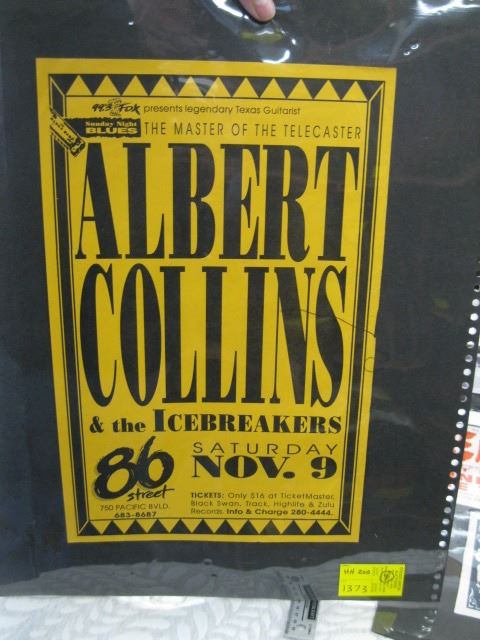 99.3 FOX presents legendary Texas Guitarist
Sunday Night
BLUES
THE MASTER OF THE TELECASTER
ALBERT
COLLINS
& the ICEBREAKERS
86
street
750 PACIFIC BVLD.
683-8687
SATURDAY
NOV. 9
TICKETS: Only $16 at TicketMaster,
Black Swan, Track, Highlife & Zulu
Records. Info & Charge 280-4444.
1373